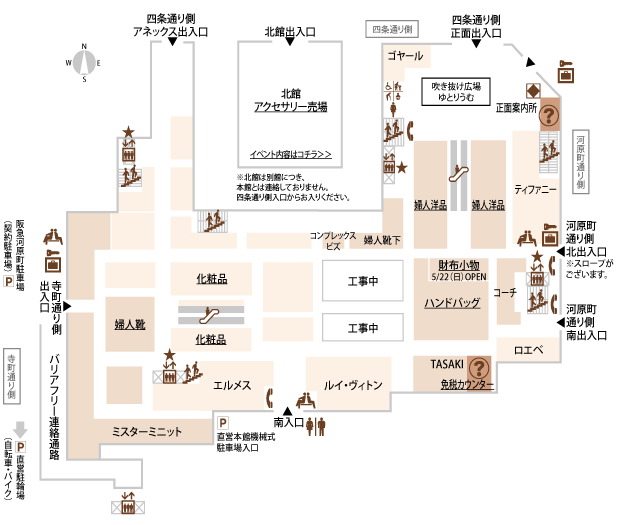 四条通り側
アネックス出入口
北館出入口
四条通り側
四条通り側
正面出入口
N
W
E
S
ゴヤール
北館
アクセサリー売場
イベント内容はコチラ>>
吹き抜け広場
ゆとりうむ
正面案内所
?
※北館は別館につき、
本館とは連絡しておりません。
四条通り側入口からお入りください。
河原町通り側
ティファニー
婦人洋品
婦人洋品
コンプレックス
ビズ
婦人靴下
河原町
通り側
北出入口
※スロープが
ございます。
阪急河原町駐車場
(契約駐車場)
P
寺町通り側
出入口
化粧品
工事中
財布小物
5/22(日)OPEN
ハンドバッグ
コーチ
婦人靴
化粧品
工事中
河原町
通り側
南出入口
ロエベ
寺町通り側
バリアフリー連絡通路
エルメス
ルイ・ヴィトン
TASAKI
?
免税カウンター
ミスターミニット
P
直営本館機械式
駐車場入口
南入口
P
直営駐輪場
(自転車・バイク)